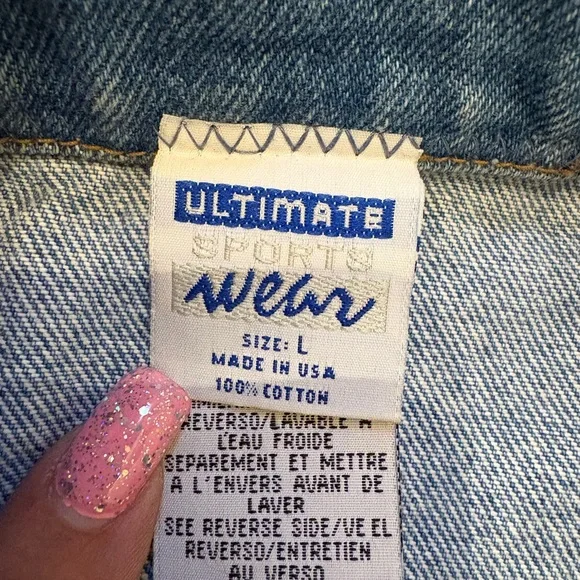 ULTIMATE
SPORTS
wear
SIZE: L
MADE IN USA
100% COTTON
REVERSO/LAVABLE A
L'EAU FROIDE
SEPAREMENT ET METTRE
A L'ENVERS AVANT DE
LAVER
SEE REVERSE SIDE/VE EL
REVERSO/ENTRETIEN
AU VERSO